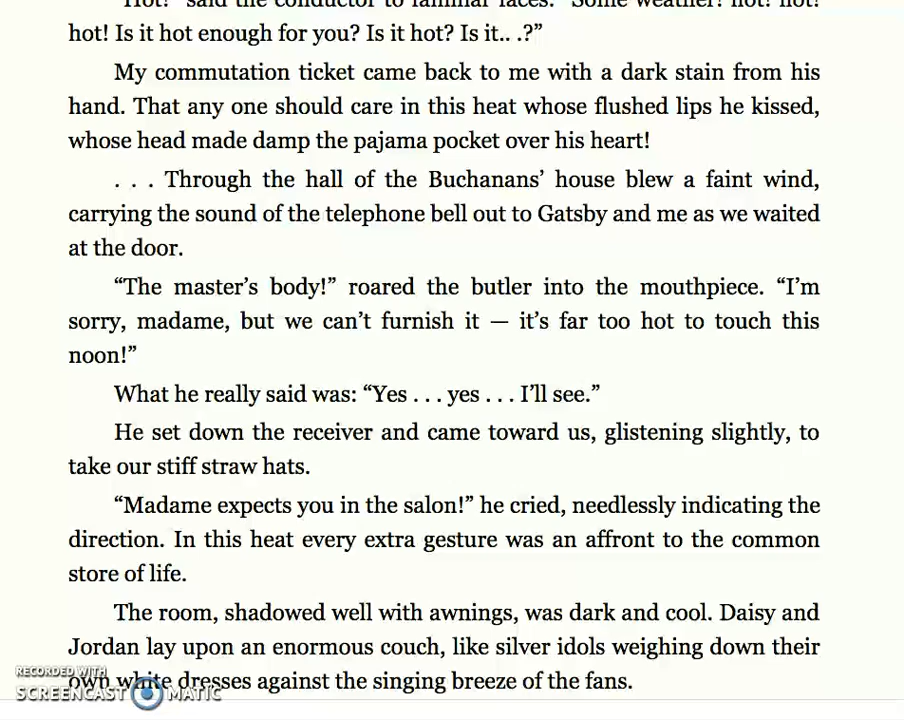 "Hot!" said the conductor to familiar faces. "Some weather! hot! hot!
hot! Is it hot enough for you? Is it hot? Is it.. .?”
My commutation ticket came back to me with a dark stain from his
hand. That any one should care in this heat whose flushed lips he kissed,
whose head made damp the pajama pocket over his heart!
. . . Through the hall of the Buchanans’ house blew a faint wind,
carrying the sound of the telephone bell out to Gatsby and me as we waited
at the door.
“The master’s body!” roared the butler into the mouthpiece. “I’m
sorry, madame, but we can’t furnish it — it’s far too hot to touch this
noon!”
What he really said was: “Yes . . . yes . . . I’ll see.”
He set down the receiver and came toward us, glistening slightly, to
take our stiff straw hats.
“Madame expects you in the salon!” he cried, needlessly indicating the
direction. In this heat every extra gesture was an affront to the common
store of life.
The room, shadowed well with awnings, was dark and cool. Daisy and
Jordan lay upon an enormous couch, like silver idols weighing down their
own white dresses against the singing breeze of the fans.
RECORDED WITH
SCREENCAST MATIC